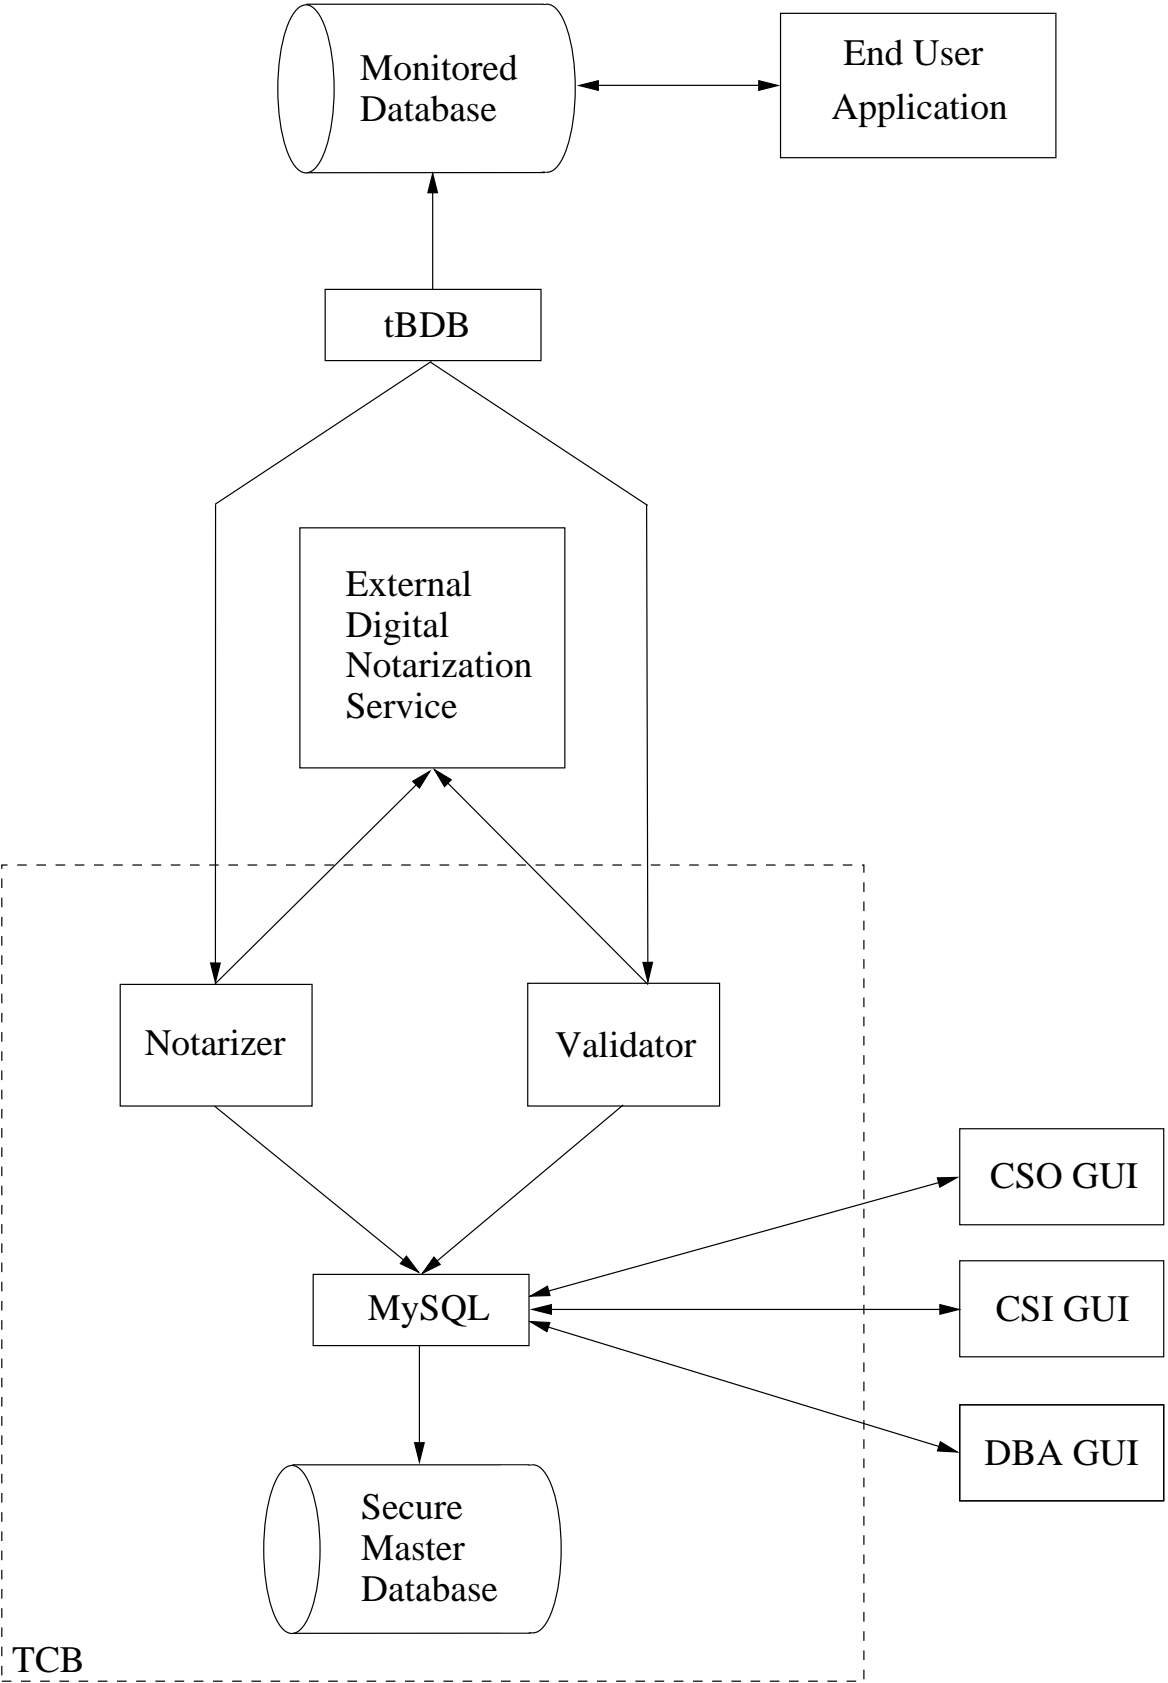 Monitored
Database
End User
Application
tBDB
External
Digital
Notarization
Service
Notarizer
Validator
CSO GUI
MySQL
CSI GUI
DBA GUI
Secure
Master
Database
TCB